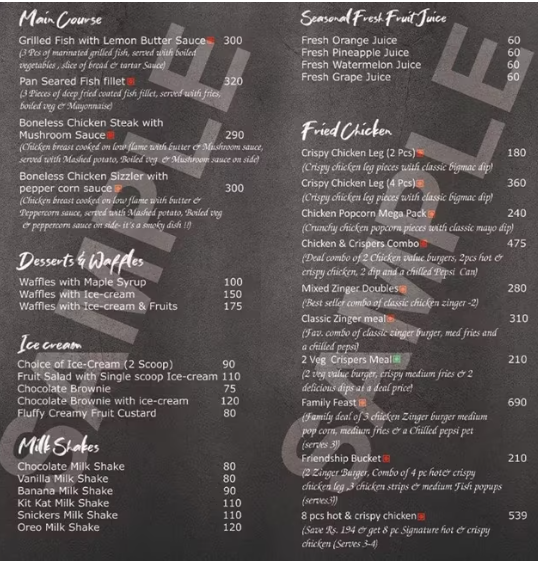 Main Course
Grilled Fish with Lemon Butter Sauce 300
(3 Pcs of marinated grilled fish, served with boiled
vegetables , slice of bread & tartar Sauce)
Pan Seared Fish fillet 320
(3 Pieces of deep fried coated fish fillet, served with fries,
boiled veg & Mayonnaise)
Boneless Chicken Steak with
Mushroom Sauce 290
(Chicken breast cooked on low flame with butter & Mushroom sauce,
served with Mashed potato, Boiled veg & Mushroom sauce on side)
Boneless Chicken Sizzler with
pepper corn sauce 300
(Chicken breast cooked on low flame with butter &
Peppercorn sauce, served with Mashed potato, Boiled veg
& peppercorn sauce on side- it's a smoky dish !!)
Desserts & Waffles
Waffles with Maple Syrup 100
Waffles with Ice-cream 150
Waffles with Ice-cream & Fruits 175
Ice cream
Choice of Ice-Cream (2 Scoop) 90
Fruit Salad with Single scoop Ice-cream 110
Chocolate Brownie 75
Chocolate Brownie with ice-cream 120
Fluffy Creamy Fruit Custard 80
Milk Shakes
Chocolate Milk Shake 80
Vanilla Milk Shake 80
Banana Milk Shake 90
Kit Kat Milk Shake 110
Snickers Milk Shake 110
Oreo Milk Shake 120
Seasonal Fresh Fruit Juice
Fresh Orange Juice 60
Fresh Pineapple Juice 60
Fresh Watermelon Juice 60
Fresh Grape Juice 60
Fried Chicken
Crispy Chicken Leg (2 Pcs) 180
(Crispy chicken leg pieces with classic bigmac dip)
Crispy Chicken Leg (4 Pcs) 360
(Crispy chicken leg pieces with classic bigmac dip)
Chicken Popcorn Mega Pack 240
(Crunchy chicken popcorn pieces with classic mayo dip)
Chicken & Crispers Combo 475
(Deal combo of 2 Chicken value burgers, 2pcs hot &
crispy chicken, 2 dip and a chilled Pepsi Can)
Mixed Zinger Doubles 280
(Best seller combo of classic chicken zinger -2)
Classic Zinger meal 310
(Fav. combo of classic zinger burger, med fries and
a chilled pepsi)
2 Veg Crispers Meal 210
(2 veg value burger, crispy medium fries & 2
delicious dips at a deal price)
Family Feast 690
(Family deal of 3 chicken Zinger burger medium
pop corn, medium fries & a Chilled pepsi pet
(serves 3)
Friendship Bucket 210
(2 Zinger Burger, Combo of 4 pc hot& crispy
chicken leg ,3 chicken strips & medium Fish popups
(serves9)
8 pcs hot & crispy chicken 539
(Save Rs. 194 & get 8 pc Signature hot & crispy
chicken (Serves 3-4)
SAMPLE
SAMPLE